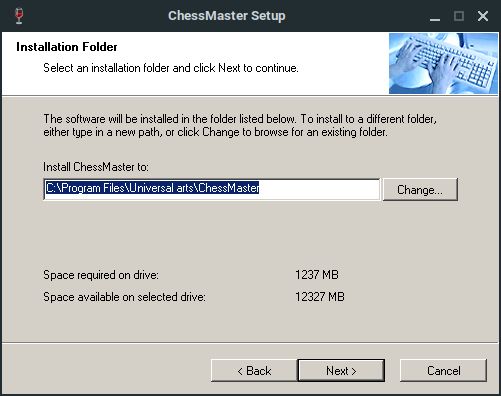 ChessMaster Setup
Installation Folder
Select an installation folder and click Next to continue.
The software will be installed in the folder listed below. To install to a different folder,
either type in a new path, or click Change to browse for an existing folder.
Install ChessMaster to:
C:\Program Files\Universal arts\ChessMaster
Change...
Space required on drive: 1237 MB
Space available on selected drive: 12327 MB
< Back Next > Cancel